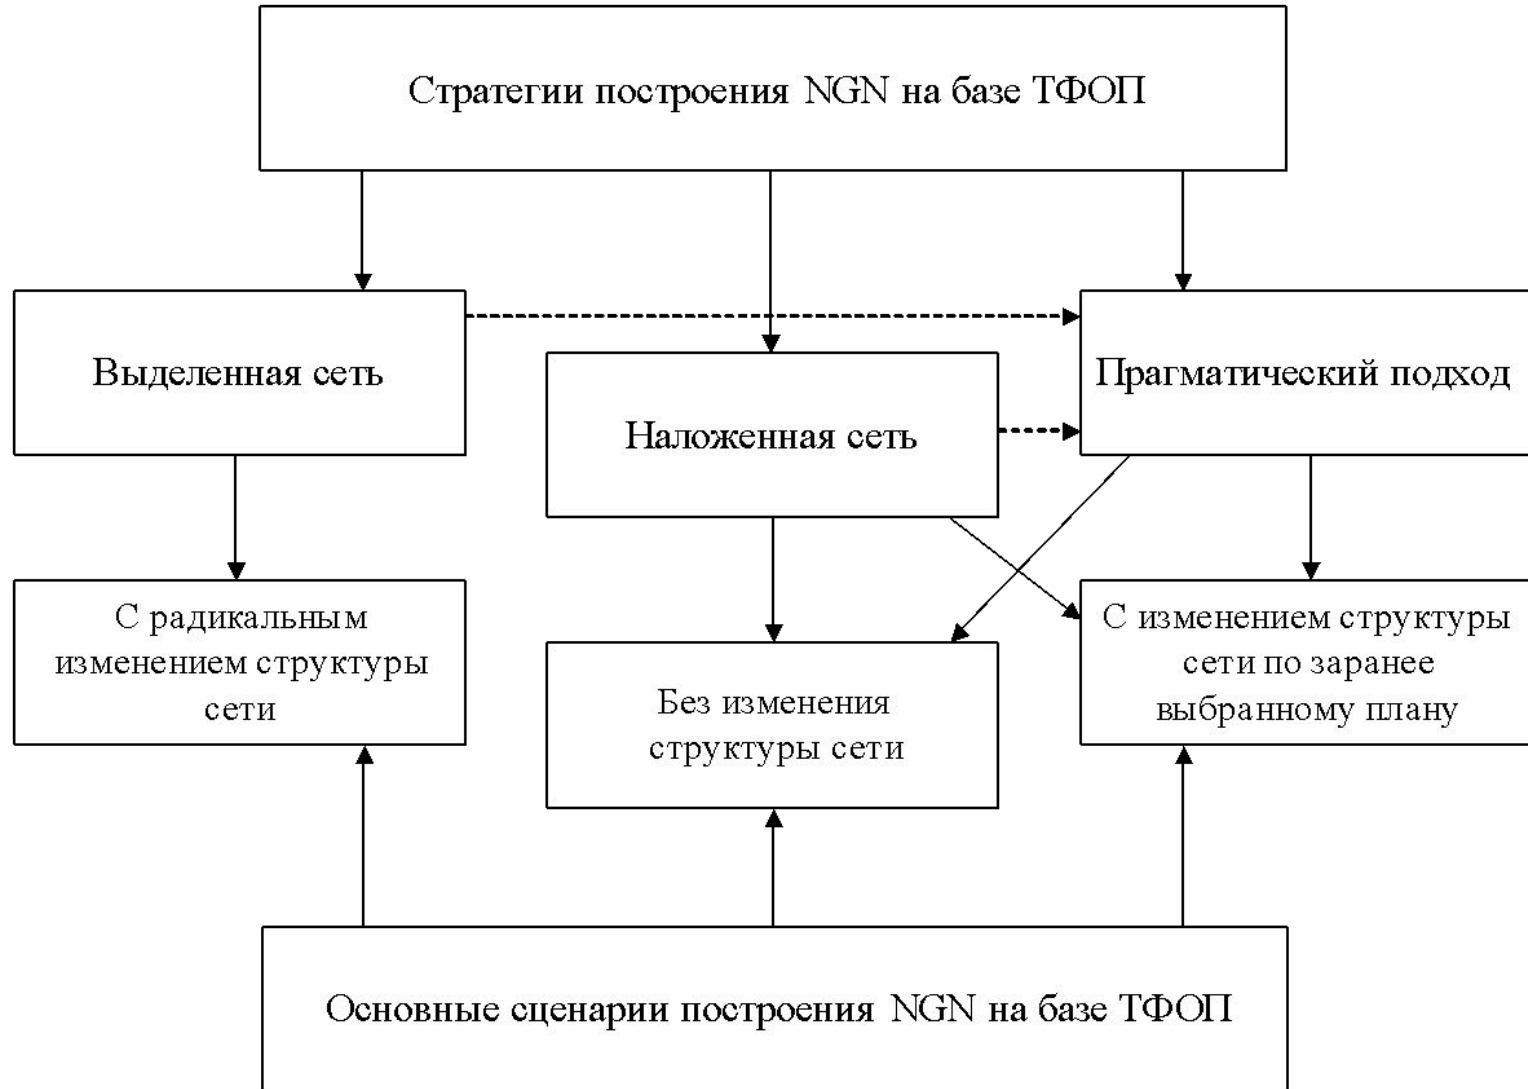 Стратегии построения NGN на базе ТФОП
Выделенная сеть
Наложенная сеть
Прагматический подход
С радикальным
изменением структуры
сети
Без изменения
структуры сети
С изменением структуры
сети по заранее
выбранному плану
Основные сценарии построения NGN на базе ТФОП